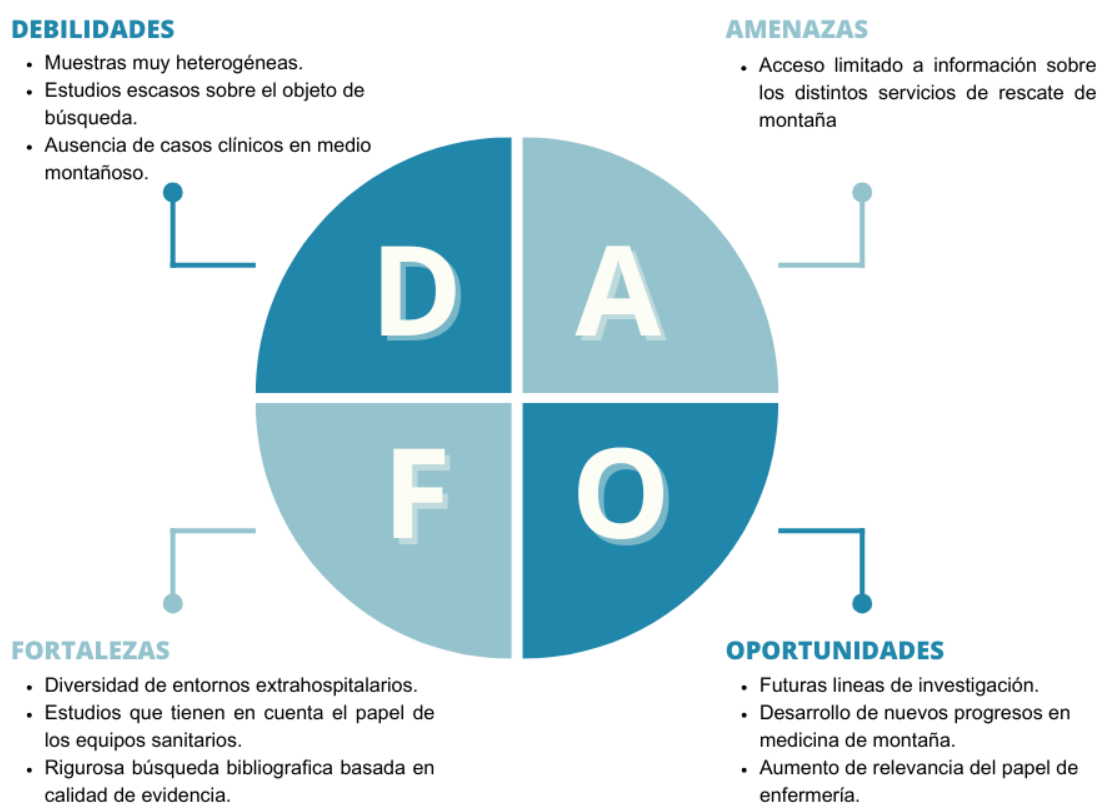 DEBILIDADES
• Muestras muy heterogéneas.
• Estudios escasos sobre el objeto de
búsqueda.
• Ausencia de casos clínicos en medio
montañoso.
AMENAZAS
• Acceso limitado a información sobre
los distintos servicios de rescate de
montaña
D
A
F
O
FORTALEZAS
• Diversidad de entornos extrahospitalarios.
• Estudios que tienen en cuenta el papel de
los equipos sanitarios.
• Rigurosa búsqueda bibliografica basada en
calidad de evidencia.
OPORTUNIDADES
• Futuras lineas de investigación.
• Desarrollo de nuevos progresos en
medicina de montaña.
• Aumento de relevancia del papel de
enfermería.